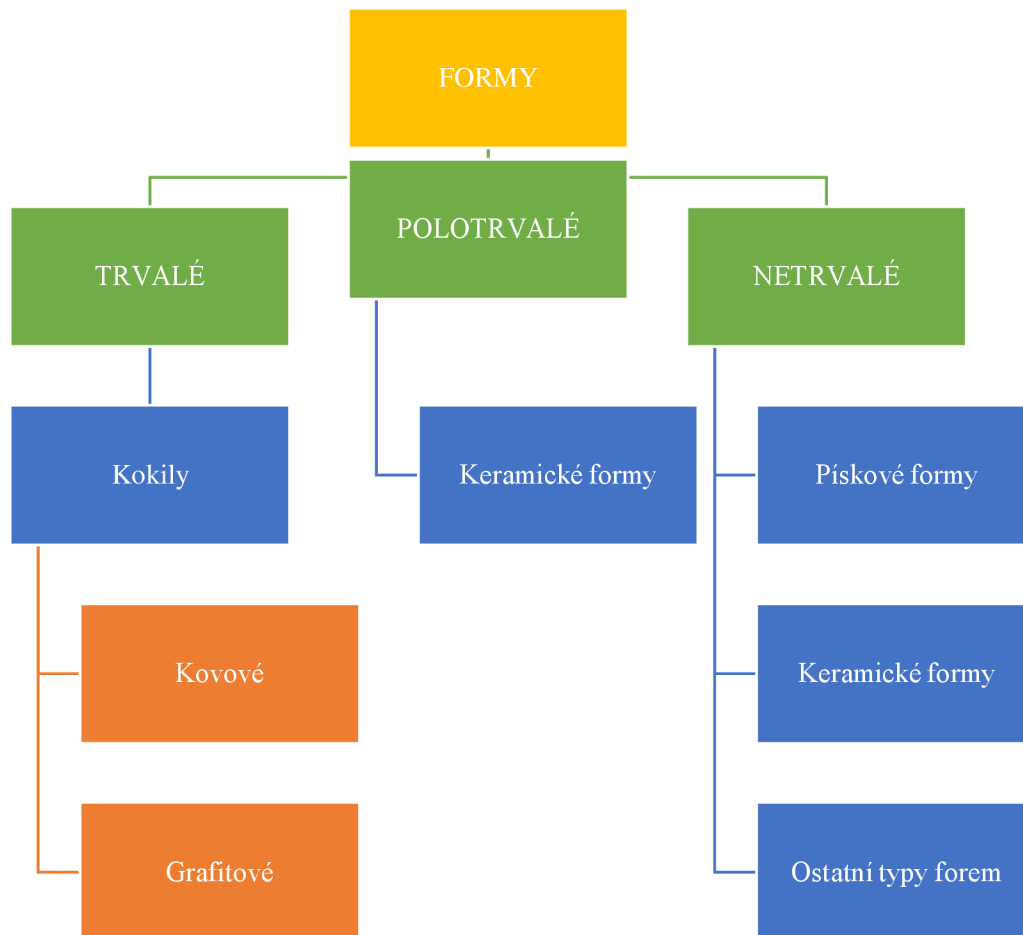 FORMY
POLOTRVALÉ
TRVALÉ
NETRVALÉ
Kokily
Keramické formy
Pískové formy
Kovové
Keramické formy
Grafitové
Ostatní typy forem